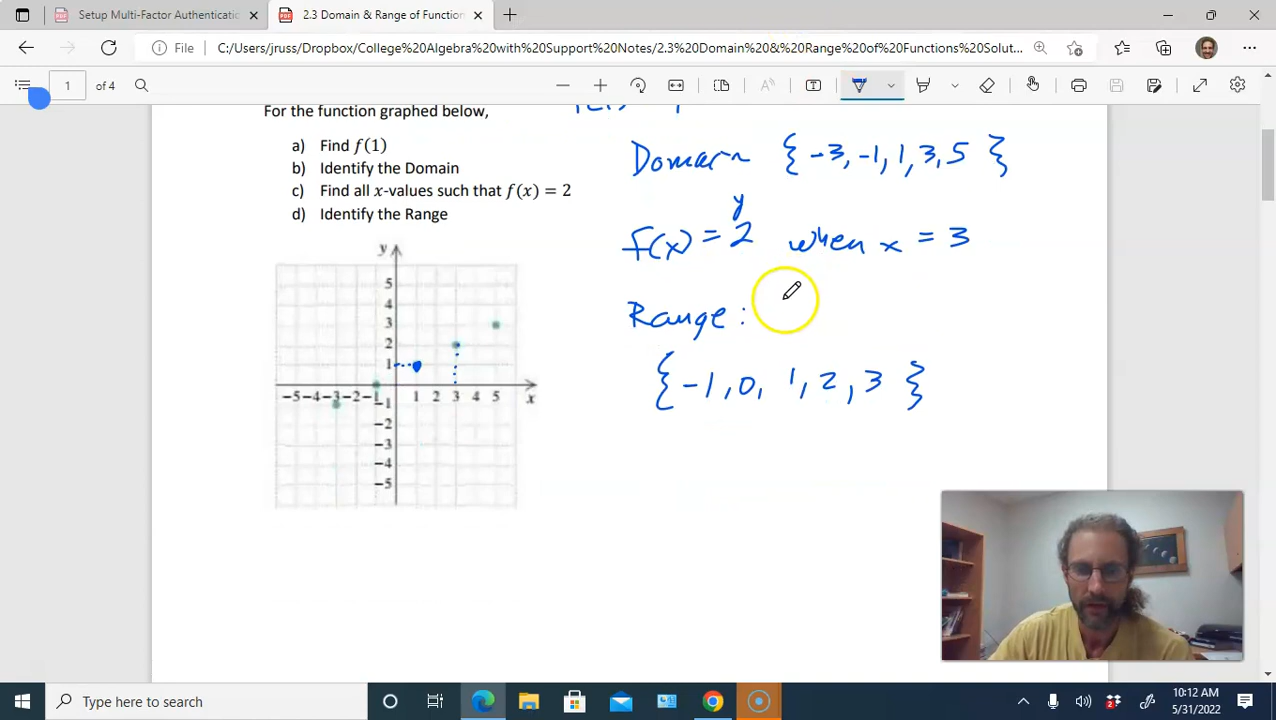 Setup Multi-Factor Authenticatic
2.3 Domain & Range of Function
File
C:/Users/jruss/Dropbox/College%20Algebra%20with%20Support%20Notes/2.3%20Domain%20&%20Range%20of%20Functions%20Solut...
1
of 4
For the function graphed below,
a) Find f(1)
b) Identify the Domain
c) Find all x-values such that f(x) = 2
d) Identify the Range
Domain { -3, -1, 1, 3, 5 }
y
f(x) = 2 when x = 3
Range :
{ -1, 0, 1, 2, 3 }
y
5
4
3
2
1
-5 -4 -3 -2 -1 1 2 3 4 5 x
-1
-2
-3
-4
-5
Type here to search
2
10:12 AM
5/31/2022